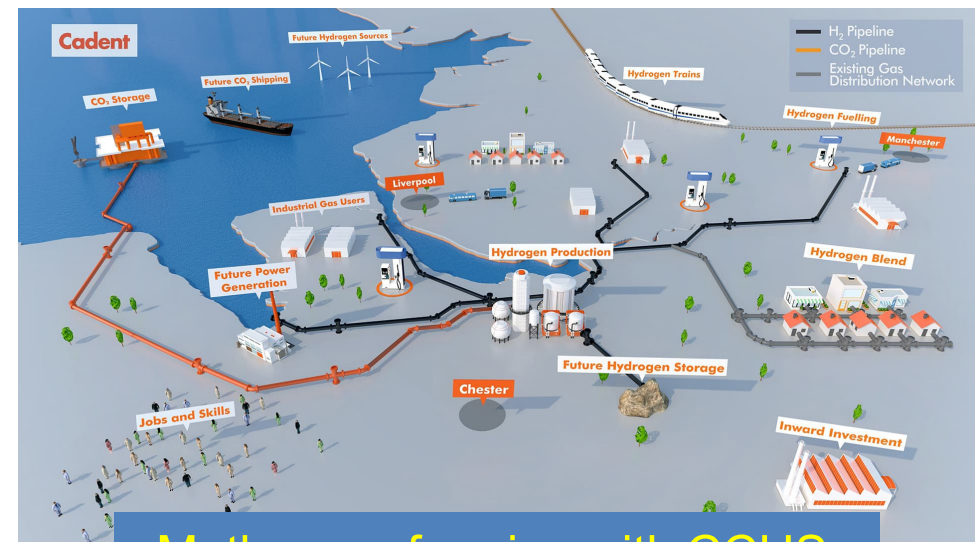 Cadent
Future Hydrogen Sources
H₂ Pipeline
CO₂ Pipeline
Existing Gas
Distribution Network
Future CO₂ Shipping
CO₂ Storage
Hydrogen Trains
Hydrogen Fuelling
Manchester
Liverpool
Industrial Gas Users
Hydrogen Production
Hydrogen Blend
Future Power
Generation
Future Hydrogen Storage
Chester
Jobs and Skills
Inward Investment
with CCUS